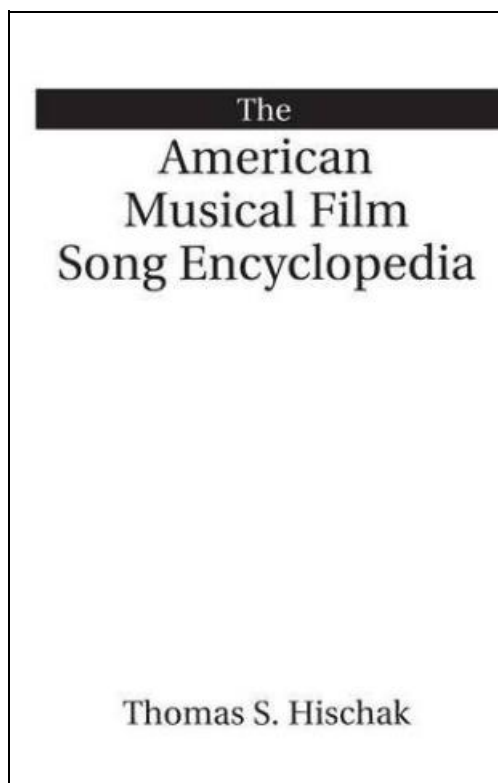 The
American
Musical Film
Song Encyclopedia
Thomas S. Hischak